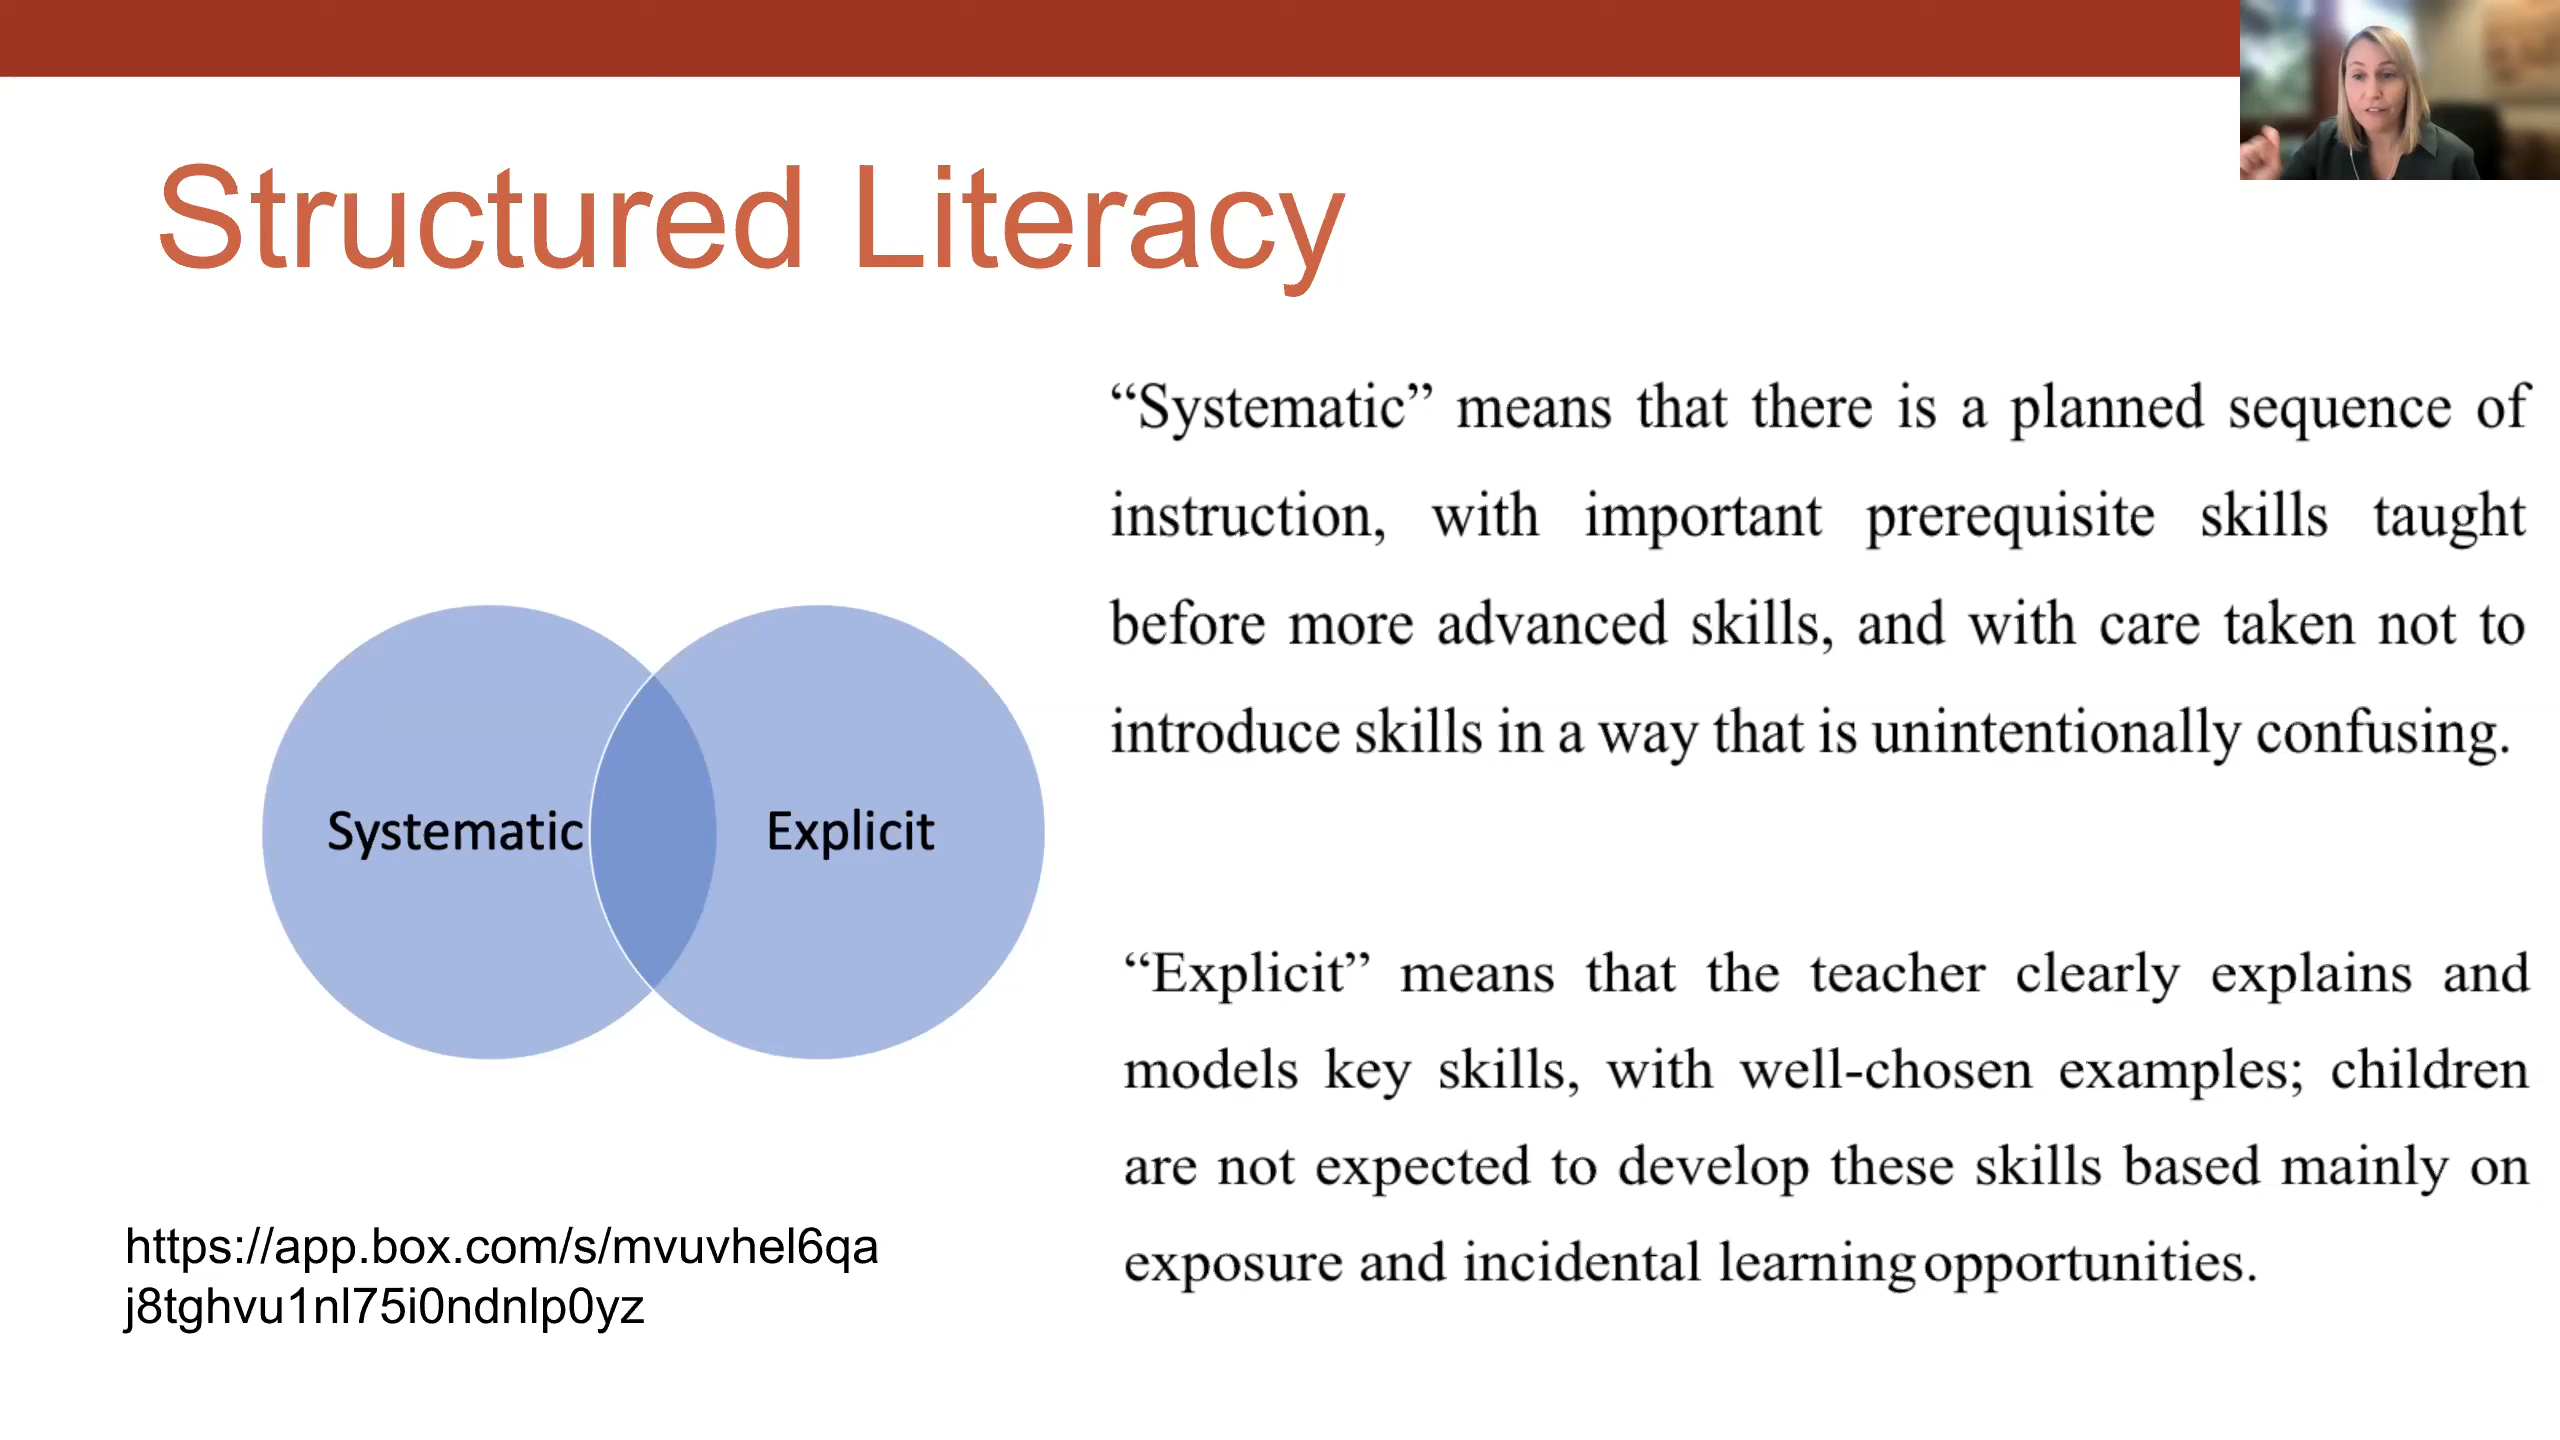 Structured Literacy
“Systematic” means that there is a planned sequence of
instruction, with important prerequisite skills taught
before more advanced skills, and with care taken not to
introduce skills in a way that is unintentionally confusing.
Systematic
Explicit
“Explicit” means that the teacher clearly explains and
models key skills, with well-chosen examples; children
are not expected to develop these skills based mainly on
exposure and incidental learning opportunities.
https://app.box.com/s/mvuvhel6qa
j8tghvu1nl75i0ndnlp0yz